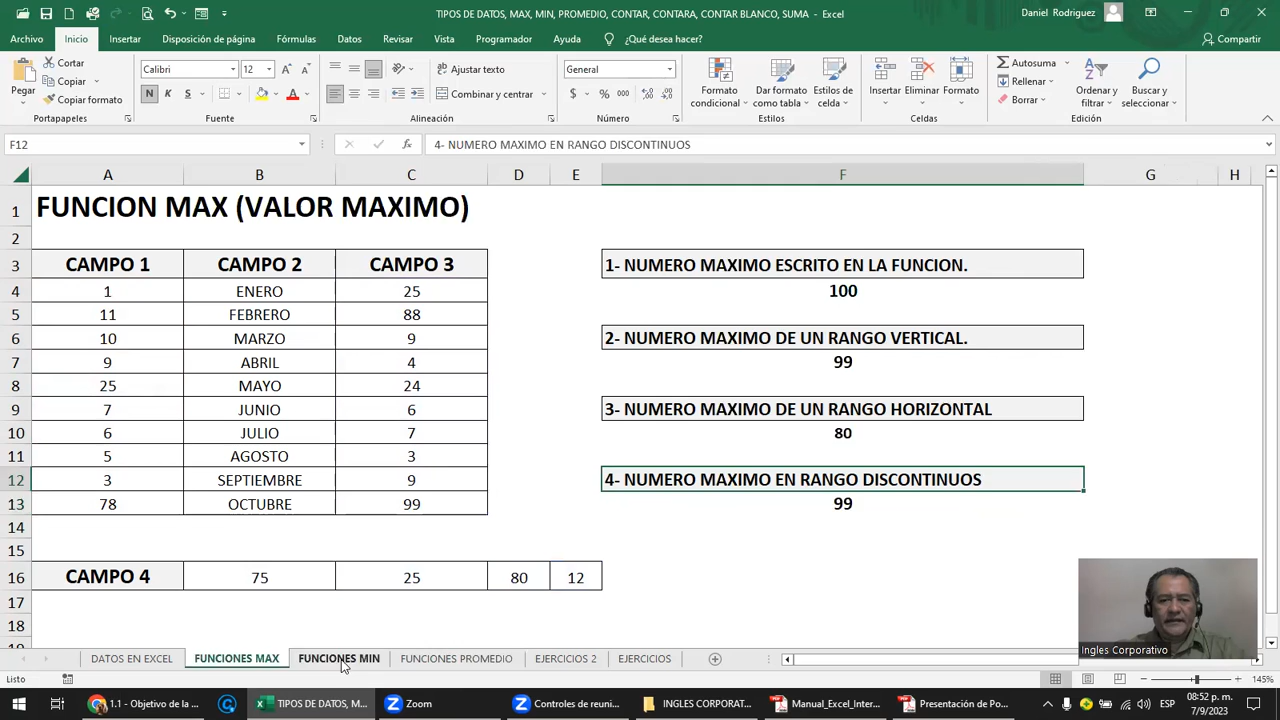 TIPOS DE DATOS, MAX, MIN, PROMEDIO, CONTAR, CONTARA, CONTAR BLANCO, SUMA - Excel
Daniel Rodriguez
Archivo Inicio Insertar Disposición de página Fórmulas Datos Revisar Vista Programador Ayuda ¿Qué desea hacer? Compartir
Pegar
Cortar
Copiar
Copiar formato
Portapapeles
Calibri 12
N K S
Fuente
Ajustar texto
Combinar y centrar
Alineación
General
$ % 000
Número
Formato condicional
Dar formato como tabla
Estilos de celda
Estilos
Insertar Eliminar Formato
Celdas
Autosuma
Rellenar
Borrar
Ordenar y filtrar
Buscar y seleccionar
Edición
F12 fx 4- NUMERO MAXIMO EN RANGO DISCONTINUOS
A B C D E F G H
1 FUNCION MAX (VALOR MAXIMO)
2
3 CAMPO 1 CAMPO 2 CAMPO 3 1- NUMERO MAXIMO ESCRITO EN LA FUNCION.
4 1 ENERO 25 100
5 11 FEBRERO 88
6 10 MARZO 9 2- NUMERO MAXIMO DE UN RANGO VERTICAL.
7 9 ABRIL 4 99
8 25 MAYO 24
9 7 JUNIO 6 3- NUMERO MAXIMO DE UN RANGO HORIZONTAL
10 6 JULIO 7 80
11 5 AGOSTO 3
12 3 SEPTIEMBRE 9 4- NUMERO MAXIMO EN RANGO DISCONTINUOS
13 78 OCTUBRE 99 99
14
15
16 CAMPO 4 75 25 80 12
17
18
Ingles Corporativo
DATOS EN EXCEL FUNCIONES MAX FUNCIONES MIN FUNCIONES PROMEDIO EJERCICIOS 2 EJERCICIOS
Listo 145%
1.1 - Objetivo de la ... TIPOS DE DATOS, M... Zoom Controles de reuni... INGLES CORPORAT... Manual_Excel_Inter... Presentación de Po... ESP
08:52 p. m.
7/9/2023